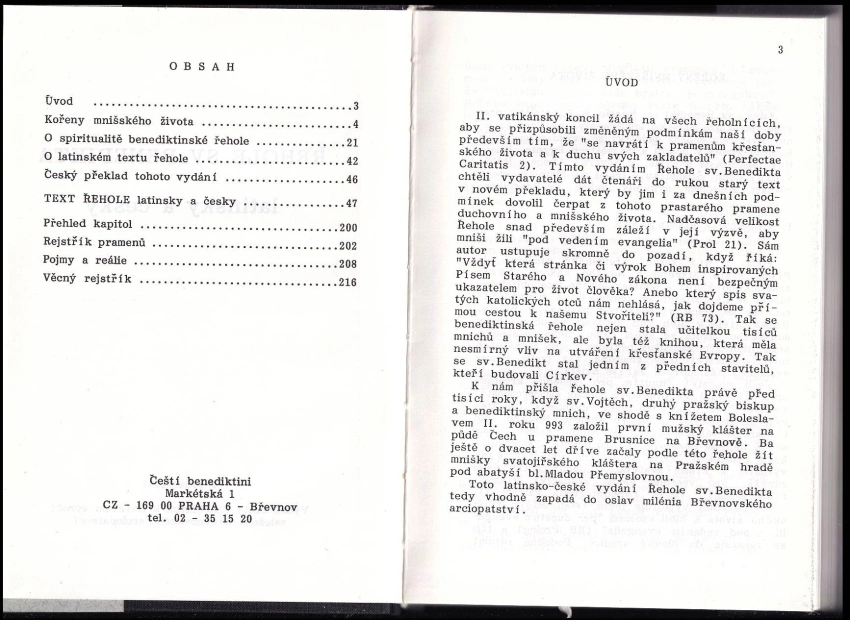 O B S A H
Úvod ...................................3
Kořeny mnišského života .....................4
O spiritualitě benediktinské řehole .............21
O latinském textu řehole ......................42
Český překlad tohoto vydání ..................46
TEXT ŘEHOLE latinsky a česky ...............47
Přehled kapitol ............................200
Rejstřík pramenů ..........................202
Pojmy a reálie .............................208
Věcný rejstřík .............................216
Čeští benediktini
Markétská 1
CZ - 169 00 PRAHA 6 - Břevnov
tel. 02 - 35 15 20
3
ÚVOD
II. vatikánský koncil žádá na všech řeholnících,
aby se přizpůsobili změněným podmínkám naší doby
především tím, že "se navrátí k pramenům křesťan-
ského života a k duchu svých zakladatelů" (Perfectae
Caritatis 2). Tímto vydáním Řehole sv.Benedikta
chtěli vydavatelé dát čtenáři do rukou starý text
v novém překladu, který by jim i za dnešních pod-
mínek dovolil čerpat z tohoto prastarého pramene
duchovního a mnišského života. Nadčasová velikost
Řehole snad především záleží v její výzvě, aby
mniši žili "pod vedením evangelia" (Prol 21). Sám
autor ustupuje skromně do pozadí, když říká:
"Vždyť která stránka či výrok Bohem inspirovaných
Písem Starého a Nového zákona není bezpečným
ukazatelem pro život člověka? Anebo který spis sva-
tých katolických otců nám nehlásá, jak dojdeme pří-
mou cestou k našemu Stvořiteli?" (RB 73). Tak se
benediktinská řehole nejen stala učitelkou tisíců
mnichů a mnišek, ale byla též knihou, která měla
nesmírný vliv na utváření křesťanské Evropy. Tak
se sv.Benedikt stal jedním z předních stavitelů,
kteří budovali Církev.
K nám přišla řehole sv.Benedikta právě před
tisíci roky, když sv.Vojtěch, druhý pražský biskup
a benediktinský mnich, ve shodě s knížetem Bolesla-
vem II. roku 993 založil první mužský klášter na
půdě Čech u pramene Brusnice na Břevnově. Ba
ještě o dvacet let dříve začaly podle této řehole žít
mnišky svatojiřského kláštera na Pražském hradě
pod abatyší bl.Mladou Přemyslovnou.
Toto latinsko-české vydání Řehole sv.Benedikta
tedy vhodně zapadá do oslav milénia Břevnovského
arciopatství.